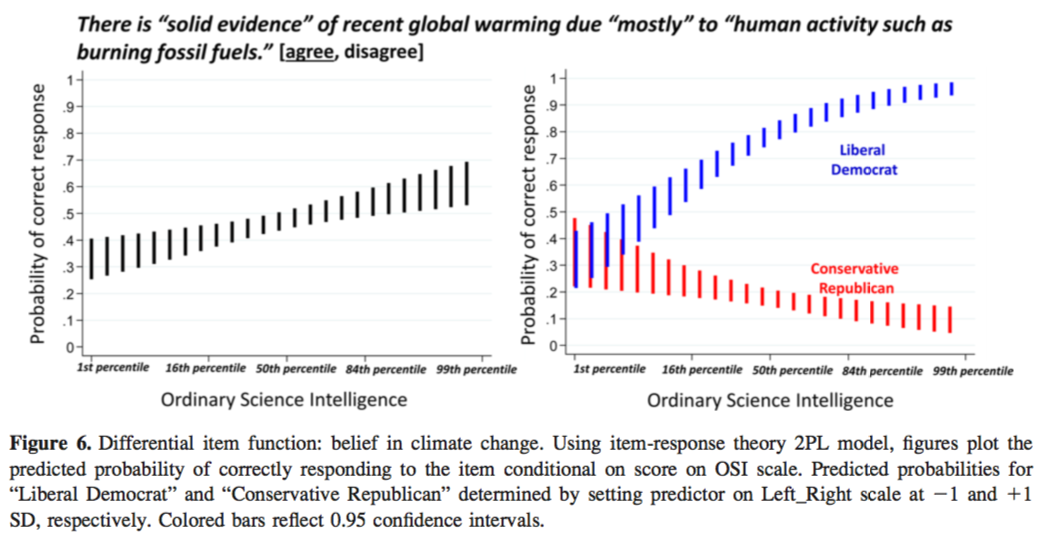 There is “solid evidence” of recent global warming due “mostly” to “human activity such as
burning fossil fuels.” [agree, disagree]
Probability of correct response
1
.9
.8
.7
.6
.5
.4
.3
.2
.1
0
1st percentile 16th percentile 50th percentile 84th percentile 99th percentile
Ordinary Science Intelligence
Probability of correct response
1
.9
.8
.7
.6
.5
.4
.3
.2
.1
0
Liberal
Democrat
Conservative
Republican
1st percentile 16th percentile 50th percentile 84th percentile 99th percentile
Ordinary Science Intelligence
Figure 6. Differential item function: belief in climate change. Using item-response theory 2PL model, figures plot the
predicted probability of correctly responding to the item conditional on score on OSI scale. Predicted probabilities for
“Liberal Democrat” and “Conservative Republican” determined by setting predictor on Left_Right scale at −1 and +1
SD, respectively. Colored bars reflect 0.95 confidence intervals.